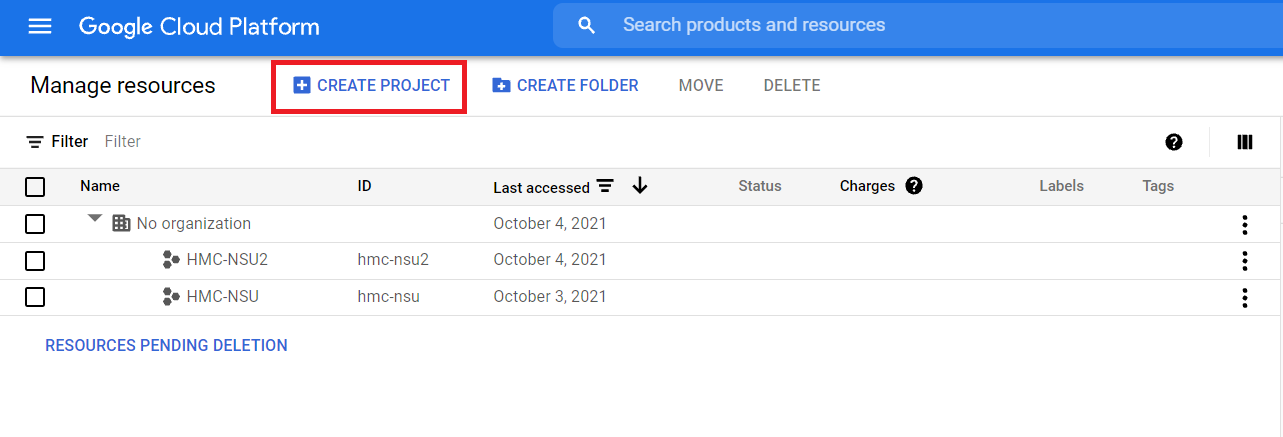 Google Cloud Platform Search products and resources
Manage resources CREATE PROJECT CREATE FOLDER MOVE DELETE
Filter Filter
Name ID Last accessed Status Charges Labels Tags
No organization October 4, 2021
HMC-NSU2 hmc-nsu2 October 4, 2021
HMC-NSU hmc-nsu October 3, 2021
RESOURCES PENDING DELETION